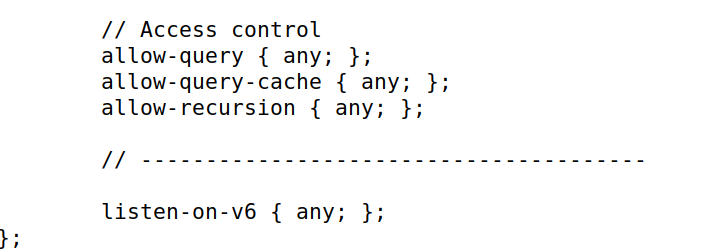 // Access control
allow-query { any; };
allow-query-cache { any; };
allow-recursion { any; };
// ---------------------------------------
listen-on-v6 { any; };
};